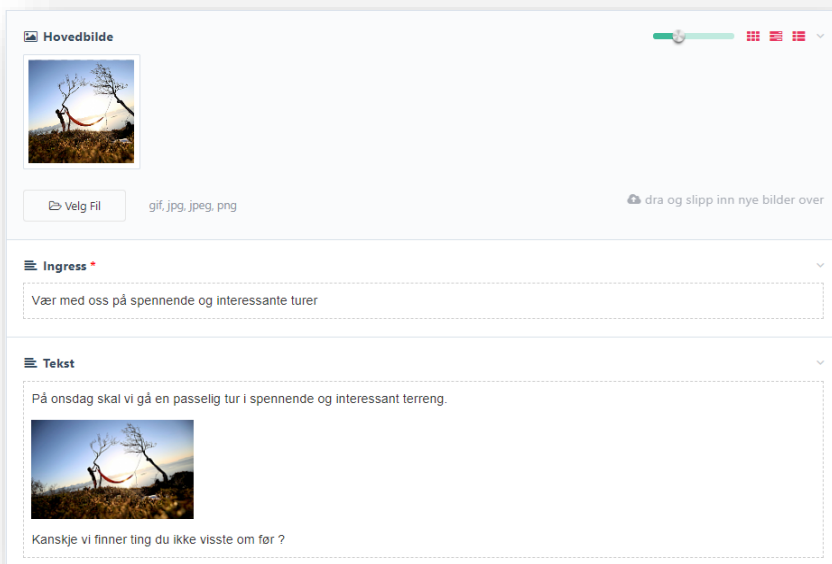 Hovedbilde
Velg Fil
gif, jpg, jpeg, png
dra og slipp inn nye bilder over
Ingress *
Vær med oss på spennende og interessante turer
Tekst
På onsdag skal vi gå en passelig tur i spennende og interessant terreng.
Kanskje vi finner ting du ikke visste om før ?